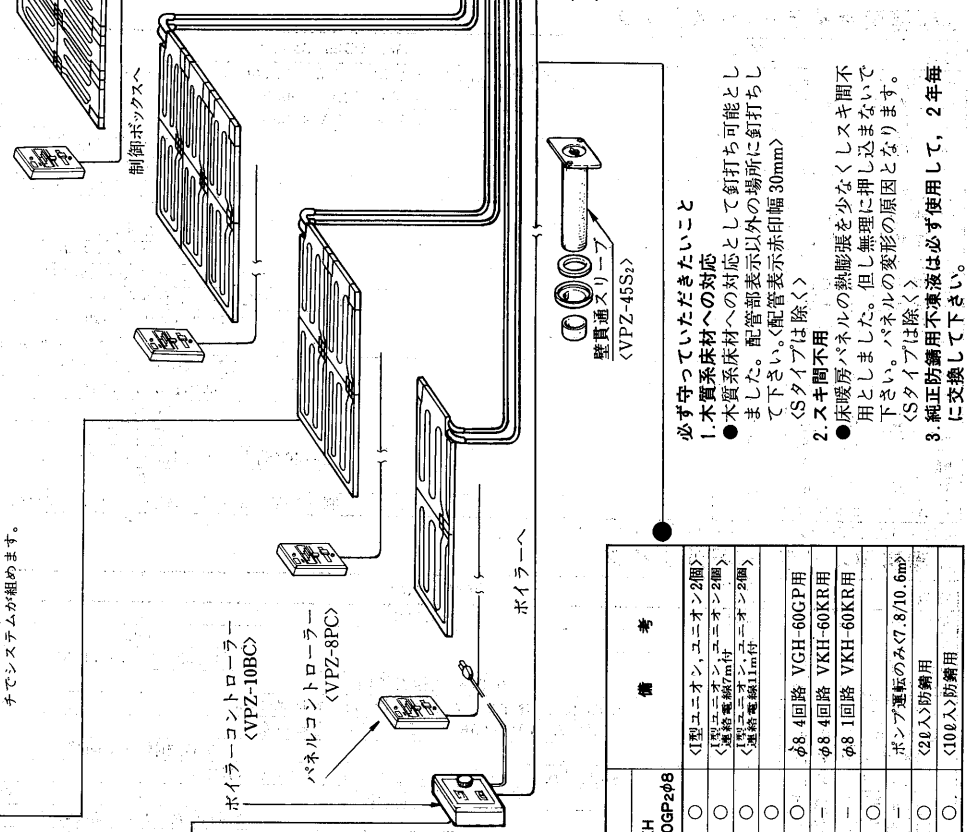 チでシステムが組めます。
制御ボックスへ
ボイラーコントローラー
〈VPZ-10BC〉
パネルコントローラー
〈VPZ-8PC〉
ボイラーへ
壁貫通スリーブ
〈VPZ-45S₂〉
必ず守っていただきたいこと
1.木質系床材への対応
●木質系床材への対応として釘打ち可能とし
ました。配管部表示以外の場所に釘打ちし
て下さい。〈配管表示赤印幅30mm〉
〈Sタイプは除く〉
2.スキ間不用
●床暖房パネルの熱膨張を少なくしスキ間不
用としました。但し無理に押し込まないで
下さい。パネルの変形の原因となります。
〈Sタイプは除く〉
3.純正防錆用不凍液は必ず使用して，2年毎
に交換して下さい。
備 考
0GP₂φ8
○ 〈I型ユニオン,ユニオン2個〉
○ 〈I型ユニオン,ユニオン2個 連絡電線7m付〉
○ 〈I型ユニオン,ユニオン2個 連絡電線11m付〉
○
○ φ8 4回路 VGH-60GP用
− φ8 4回路 VKH-60KR用
− φ8 1回路 VKH-60KR用
○
− ポンプ運転のみ〈7.8/10.6m〉
○ 〈2ℓ入〉防錆用
○ 〈10ℓ入〉防錆用